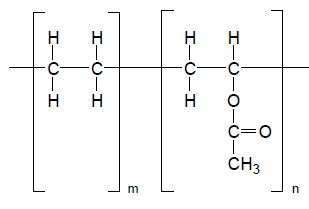 H H H H
C C C C
H H H O
C O
CH3
m n